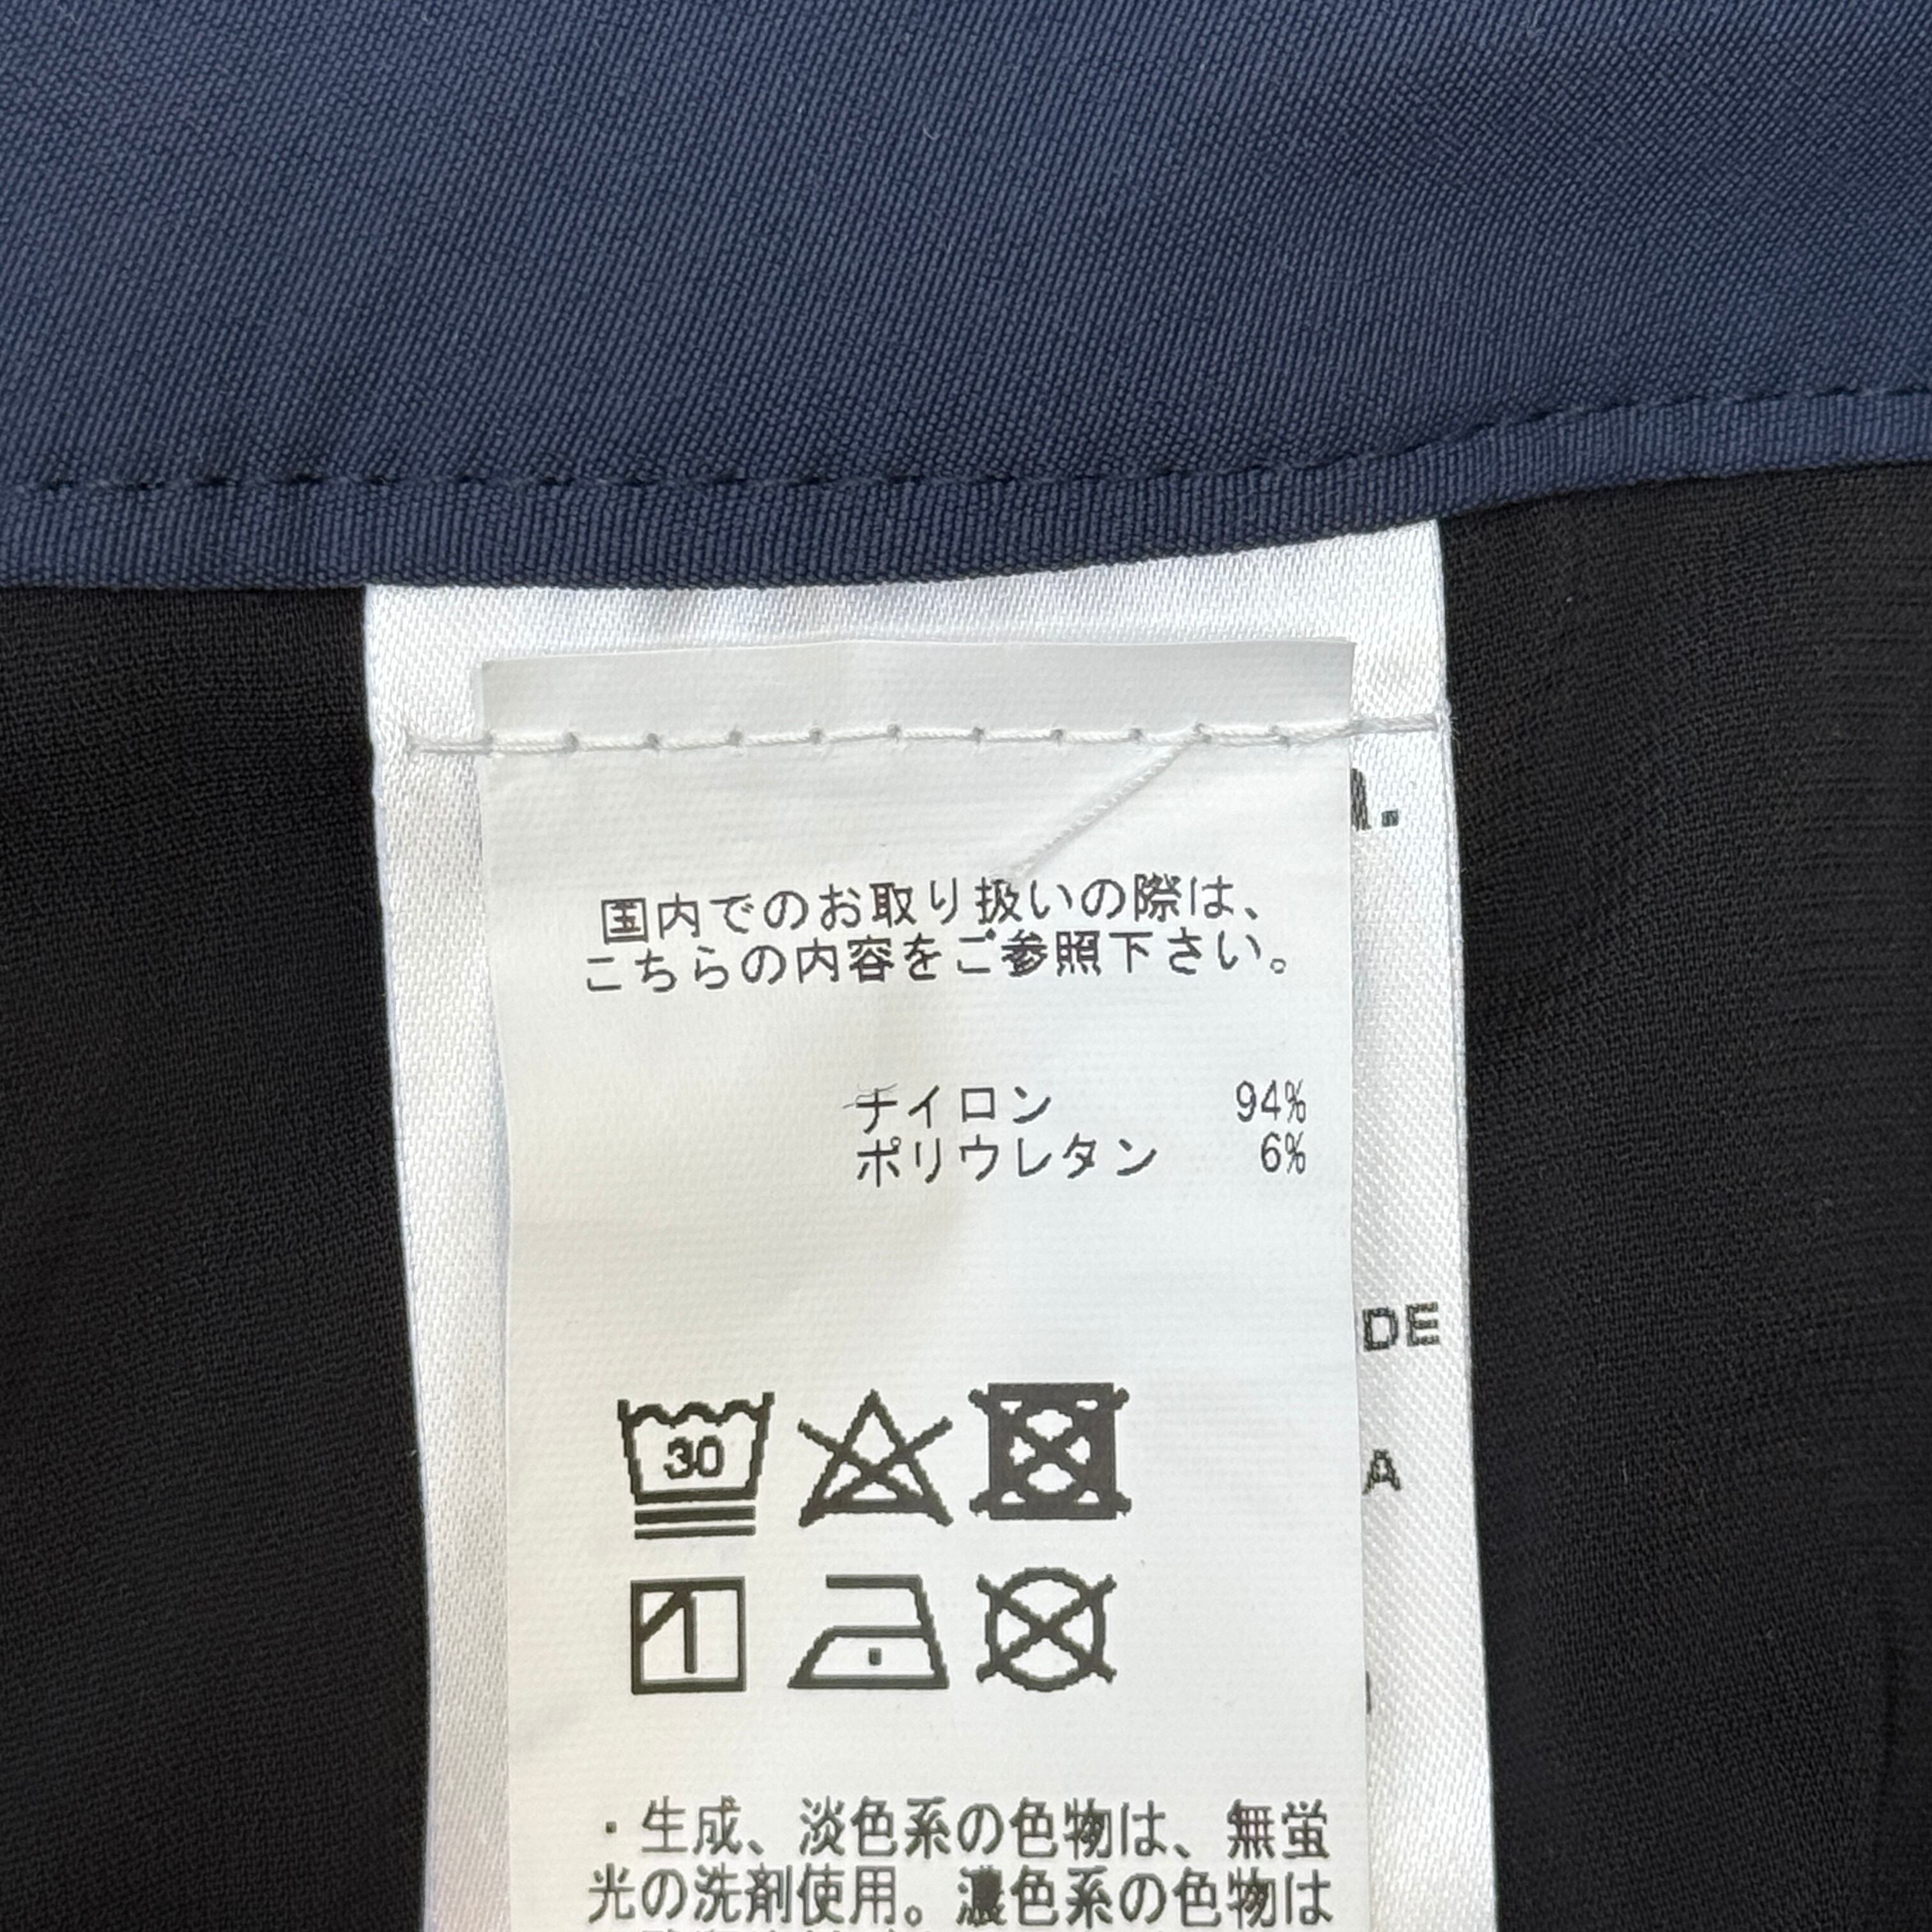 国内でのお取り扱いの際は、
こちらの内容をご参照下さい。
ナイロン 94%
ポリウレタン 6%
DE
30
A
・生成、淡色系の色物は、無蛍
光の洗剤使用。濃色系の色物は